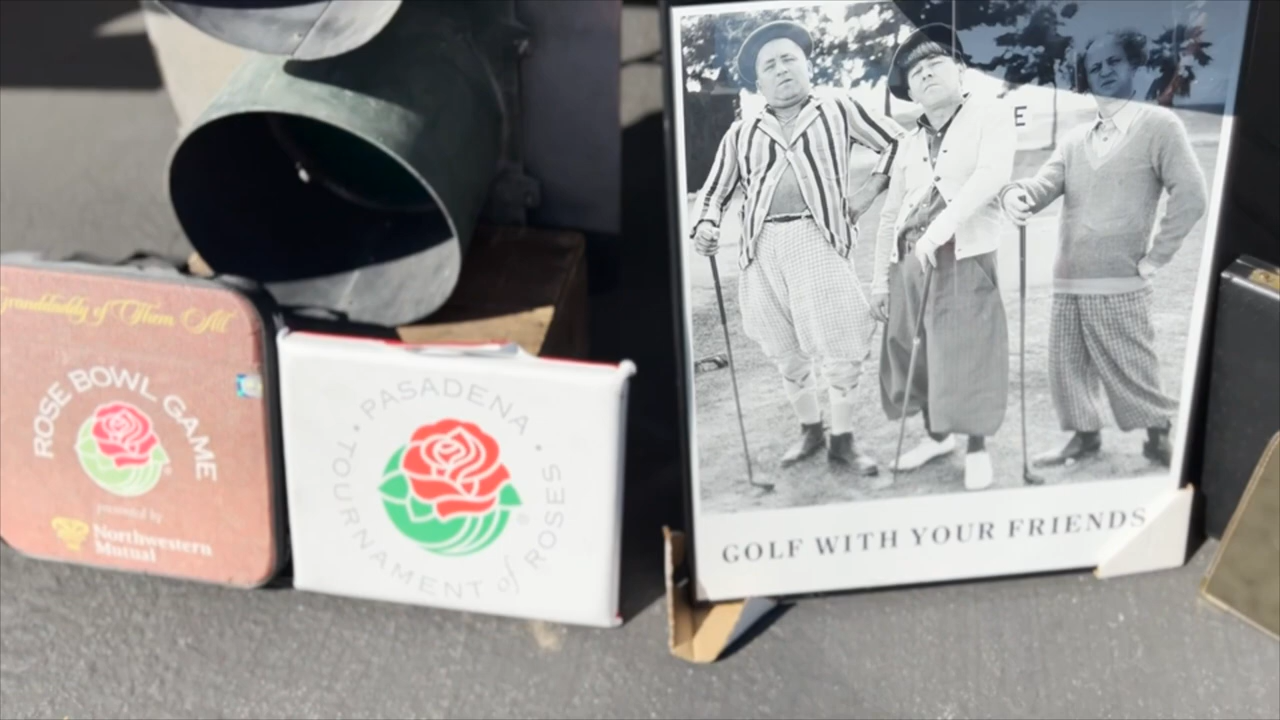 Granddaddy of Them All
ROSE BOWL GAME
presented by
Northwestern
Mutual
• PASADENA •
TOURNAMENT of ROSES
E
GOLF WITH YOUR FRIENDS